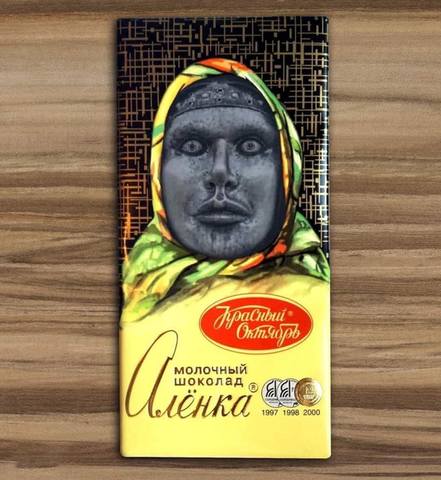 Красный®
Октябрь
МОЛОЧНЫЙ
ШОКОЛАД
Алёнка®
1997 1998 2000